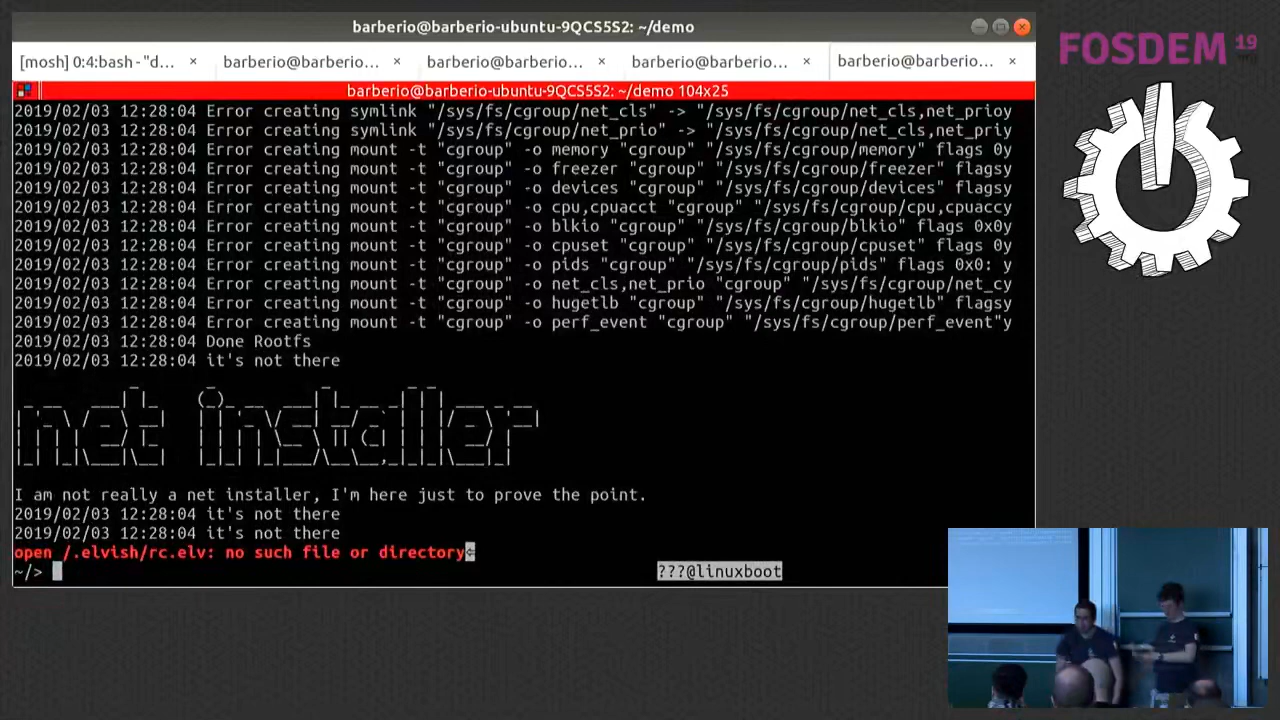 barberio@barberio-ubuntu-9QCS5S2: ~/demo
FOSDEM 19
[mosh] 0:4:bash - "d... × barberio@barberio... × barberio@barberio... × barberio@barberio... × barberio@barberio... ×
barberio@barberio-ubuntu-9QCS5S2: ~/demo 104x25
2019/02/03 12:28:04 Error creating symlink "/sys/fs/cgroup/net_cls" -> "/sys/fs/cgroup/net_cls,net_prioy
2019/02/03 12:28:04 Error creating symlink "/sys/fs/cgroup/net_prio" -> "/sys/fs/cgroup/net_cls,net_priy
2019/02/03 12:28:04 Error creating mount -t "cgroup" -o memory "cgroup" "/sys/fs/cgroup/memory" flags 0y
2019/02/03 12:28:04 Error creating mount -t "cgroup" -o freezer "cgroup" "/sys/fs/cgroup/freezer" flagsy
2019/02/03 12:28:04 Error creating mount -t "cgroup" -o devices "cgroup" "/sys/fs/cgroup/devices" flagsy
2019/02/03 12:28:04 Error creating mount -t "cgroup" -o cpu,cpuacct "cgroup" "/sys/fs/cgroup/cpu,cpuaccy
2019/02/03 12:28:04 Error creating mount -t "cgroup" -o blkio "cgroup" "/sys/fs/cgroup/blkio" flags 0x0y
2019/02/03 12:28:04 Error creating mount -t "cgroup" -o cpuset "cgroup" "/sys/fs/cgroup/cpuset" flags 0y
2019/02/03 12:28:04 Error creating mount -t "cgroup" -o pids "cgroup" "/sys/fs/cgroup/pids" flags 0x0: y
2019/02/03 12:28:04 Error creating mount -t "cgroup" -o net_cls,net_prio "cgroup" "/sys/fs/cgroup/net_cy
2019/02/03 12:28:04 Error creating mount -t "cgroup" -o hugetlb "cgroup" "/sys/fs/cgroup/hugetlb" flagsy
2019/02/03 12:28:04 Error creating mount -t "cgroup" -o perf_event "cgroup" "/sys/fs/cgroup/perf_event"y
2019/02/03 12:28:04 Done Rootfs
2019/02/03 12:28:04 it's not there
net installer
I am not really a net installer, I'm here just to prove the point.
2019/02/03 12:28:04 it's not there
2019/02/03 12:28:04 it's not there
open /.elvish/rc.elv: no such file or directory
~/> ???@linuxboot